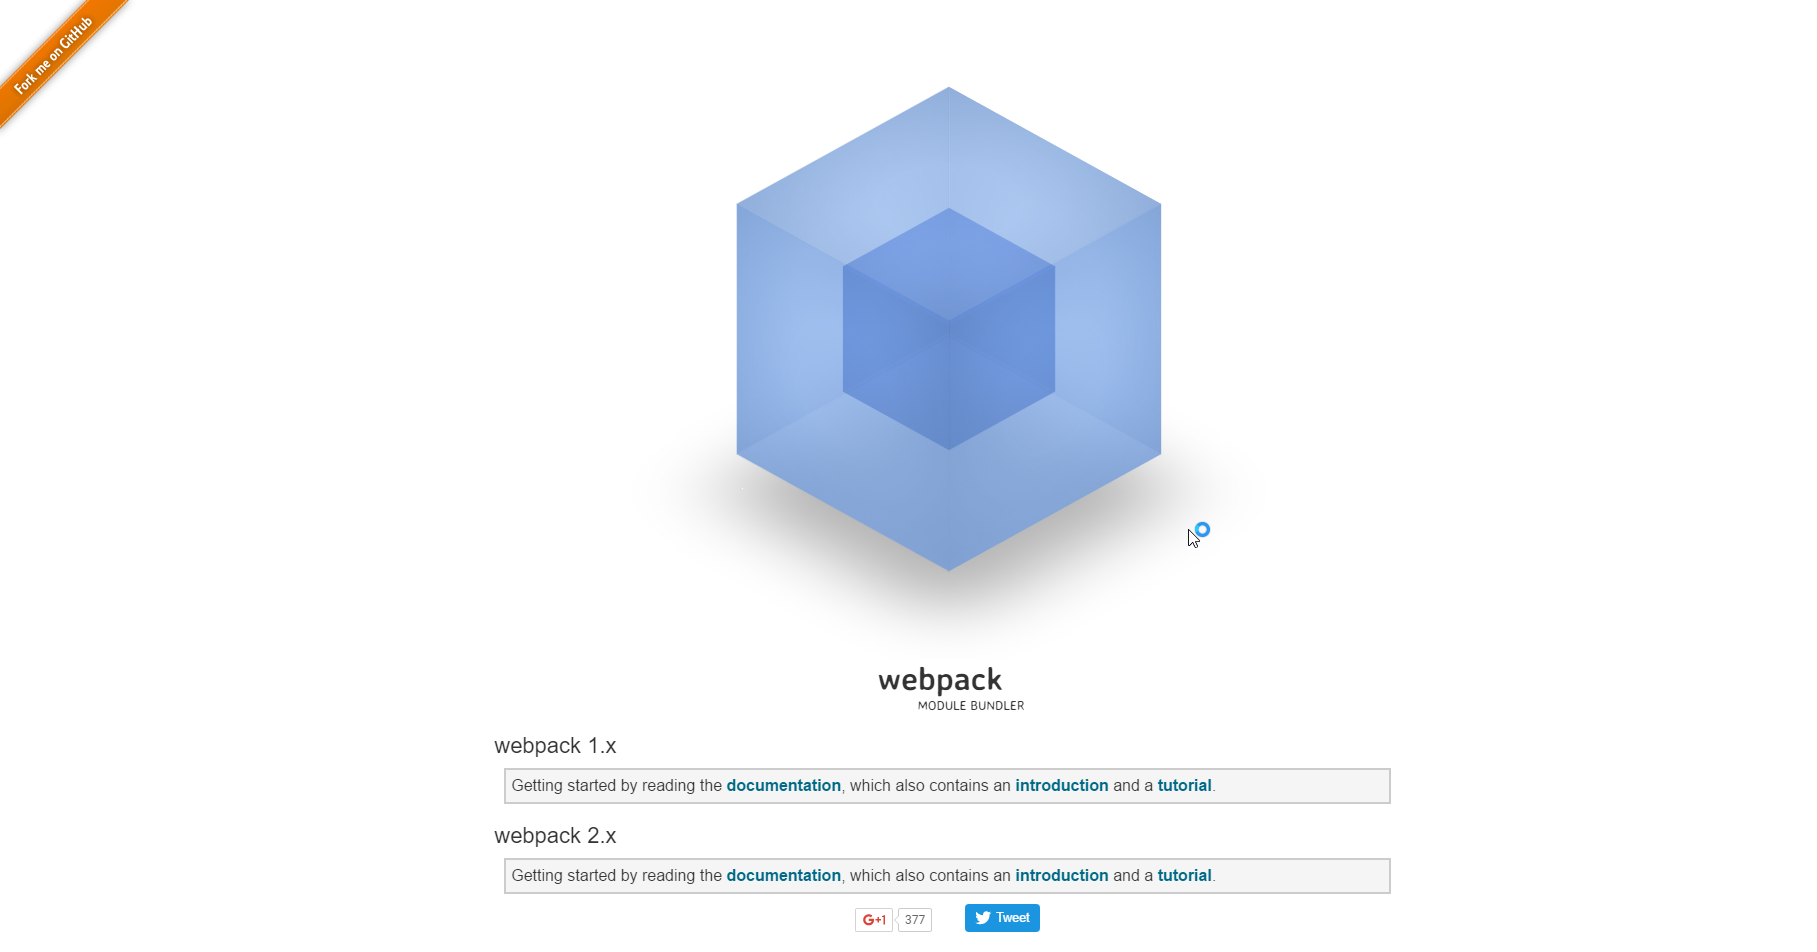 Fork me on GitHub
webpack
MODULE BUNDLER
webpack 1.x
Getting started by reading the documentation, which also contains an introduction and a tutorial.
webpack 2.x
Getting started by reading the documentation, which also contains an introduction and a tutorial.
G+1 377 Tweet